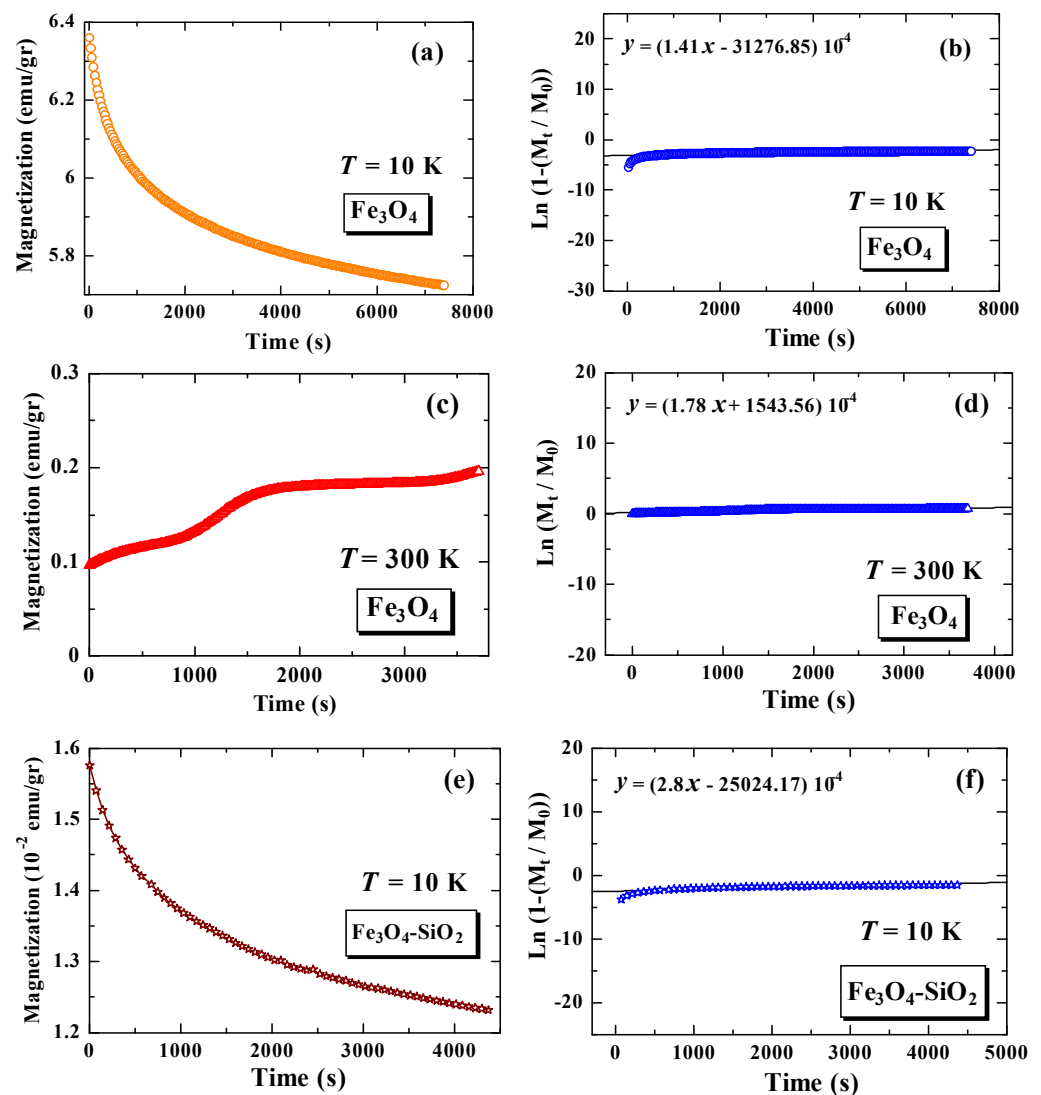 6.4
6.2
6
5.8
Magnetization (emu/gr)
(a)
T = 10 K
Fe₃O₄
0
2000
4000
6000
8000
Time (s)
20
10
0
-10
-20
-30
Ln (1-(Mₜ / M₀))
y = (1.41x - 31276.85) 10⁻⁴
(b)
T = 10 K
Fe₃O₄
0
2000
4000
6000
8000
Time (s)
0.3
0.2
0.1
0
Magnetization (emu/gr)
(c)
T = 300 K
Fe₃O₄
0
1000
2000
3000
Time (s)
20
10
0
-10
-20
Ln (Mₜ / M₀)
y = (1.78 x + 1543.56) 10⁻⁴
(d)
T = 300 K
Fe₃O₄
0
1000
2000
3000
4000
Time (s)
1.6
1.5
1.4
1.3
1.2
Magnetization (10⁻² emu/gr)
(e)
T = 10 K
Fe₃O₄-SiO₂
0
1000
2000
3000
4000
Time (s)
20
10
0
-10
-20
Ln (1-(Mₜ / M₀))
y = (2.8x - 25024.17) 10⁻⁴
(f)
T = 10 K
Fe₃O₄-SiO₂
0
1000
2000
3000
4000
5000
Time (s)